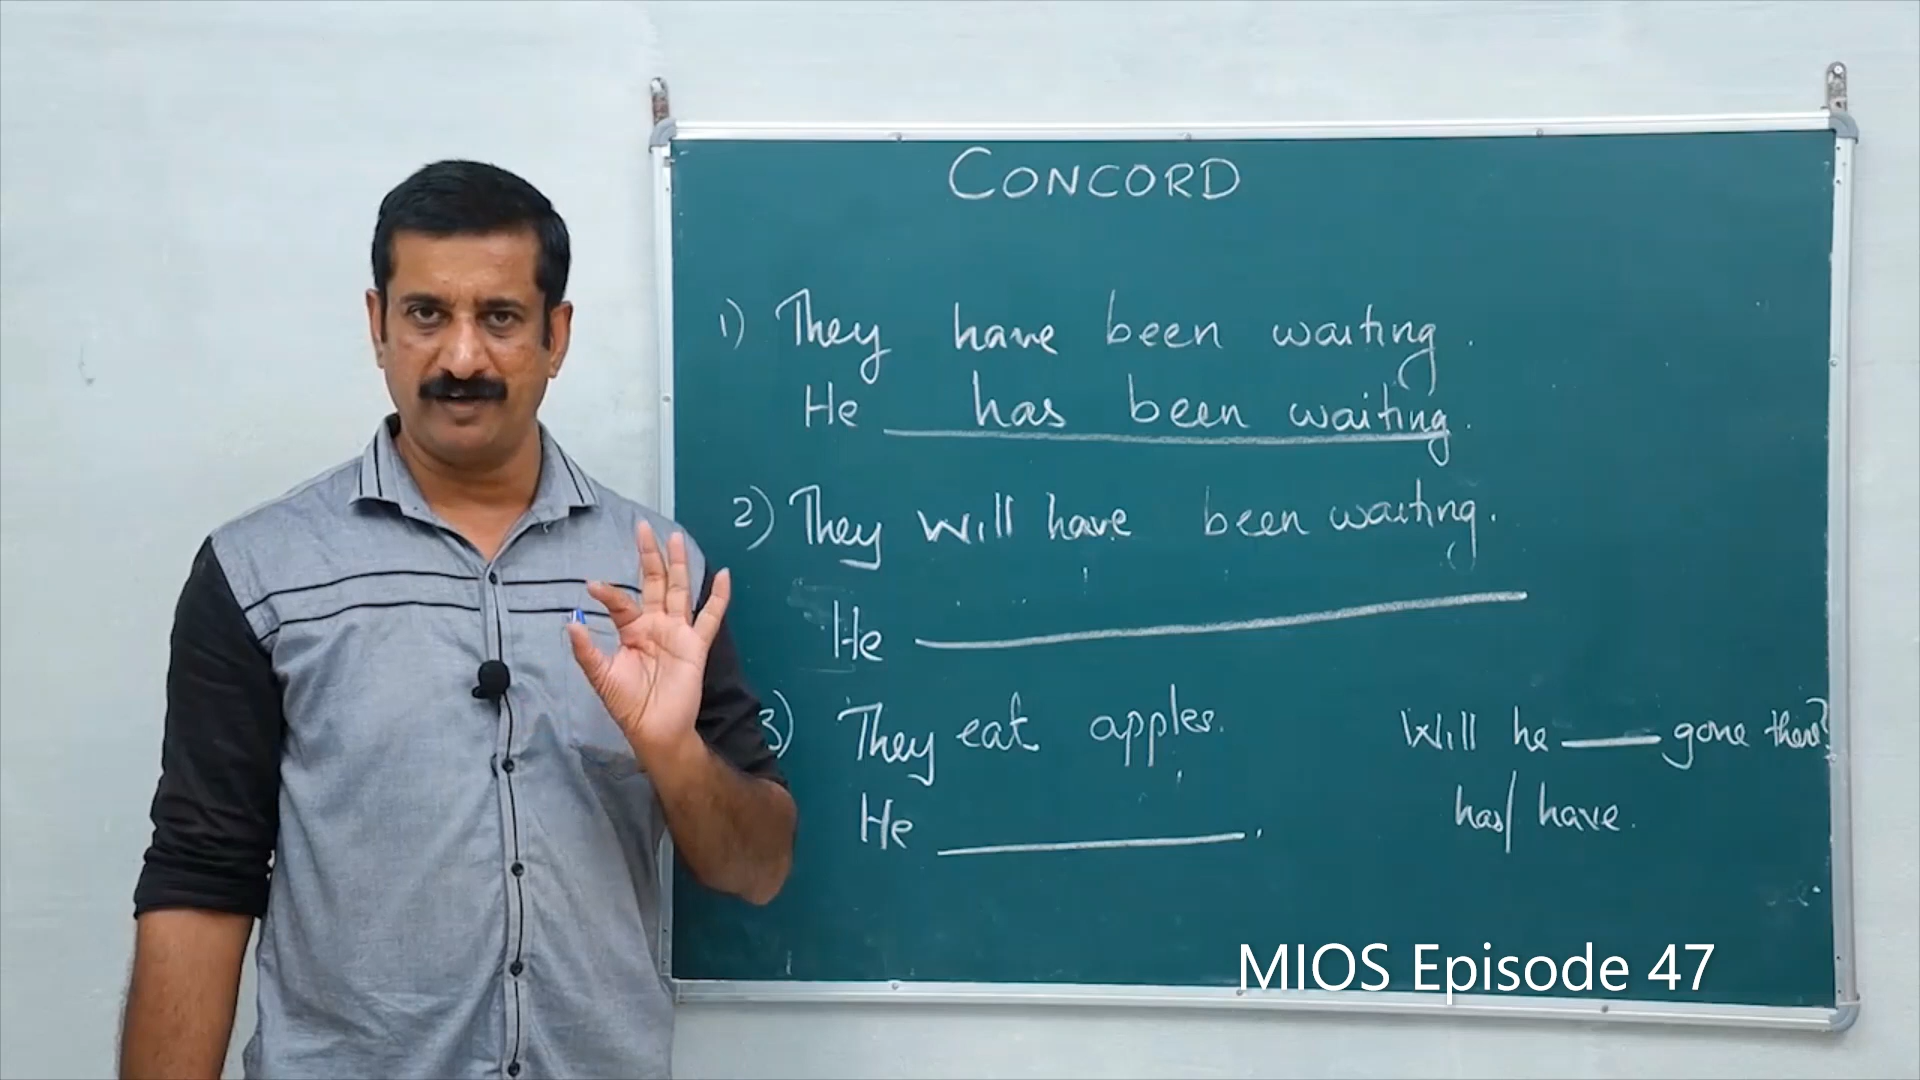 CONCORD
1) They have been waiting.
He has been waiting.
2) They will have been waiting.
He
3) They eat apples.
He .
Will he gone there?
has/ have.
MIOS Episode 47